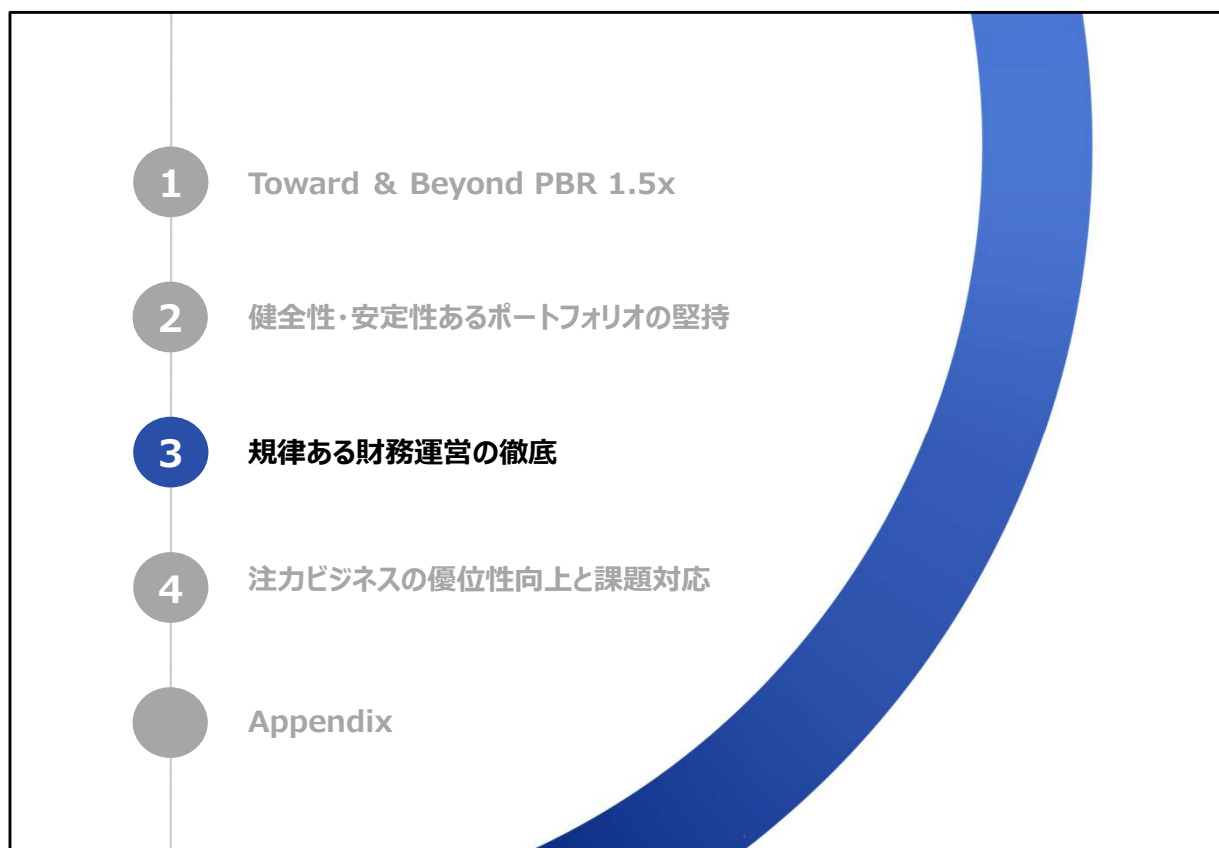 1
Toward & Beyond PBR 1.5x
2
健全性・安定性あるポートフォリオの堅持
3
規律ある財務運営の徹底
4
注力ビジネスの優位性向上と課題対応
Appendix